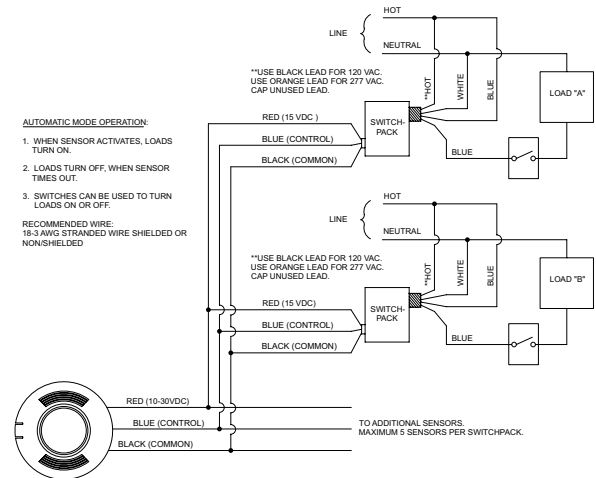 HOT
LINE
NEUTRAL
**USE BLACK LEAD FOR 120 VAC.
USE ORANGE LEAD FOR 277 VAC.
CAP UNUSED LEAD.
**HOT
WHITE
BLUE
LOAD "A"
RED (15 VDC )
SWITCH-
PACK
BLUE (CONTROL)
BLACK (COMMON)
BLUE
AUTOMATIC MODE OPERATION:
1. WHEN SENSOR ACTIVATES, LOADS
TURN ON.
2. LOADS TURN OFF, WHEN SENSOR
TIMES OUT.
3. SWITCHES CAN BE USED TO TURN
LOADS ON OR OFF.
RECOMMENDED WIRE:
18-3 AWG STRANDED WIRE SHIELDED OR
NON/SHIELDED
HOT
LINE
NEUTRAL
**USE BLACK LEAD FOR 120 VAC.
USE ORANGE LEAD FOR 277 VAC.
CAP UNUSED LEAD.
**HOT
WHITE
BLUE
LOAD "B"
RED (15 VDC)
SWITCH-
PACK
BLUE (CONTROL)
BLACK (COMMON)
BLUE
RED (10-30VDC)
BLUE (CONTROL)
BLACK (COMMON)
TO ADDITIONAL SENSORS.
MAXIMUM 5 SENSORS PER SWITCHPACK.